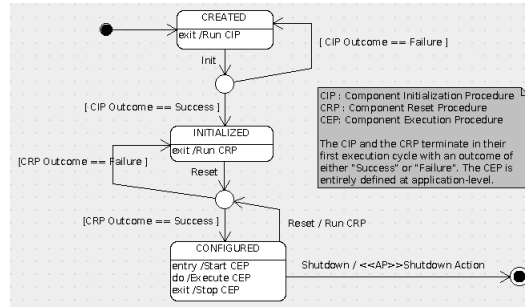 CREATED
exit /Run CIP
[ CIP Outcome == Failure ]
Init
[ CIP Outcome == Success ]
CIP : Component Initialization Procedure
CRP : Component Reset Procedure
CEP: Component Execution Procedure
The CIP and the CRP terminate in their
first execution cycle with an outcome of
either "Success" or "Failure". The CEP is
entirely defined at application-level.
INITIALIZED
exit /Run CRP
[CRP Outcome == Failure ]
Reset
[CRP Outcome == Success ]
Reset / Run CRP
CONFIGURED
entry /Start CEP
do /Execute CEP
exit /Stop CEP
Shutdown / <<AP>>Shutdown Action